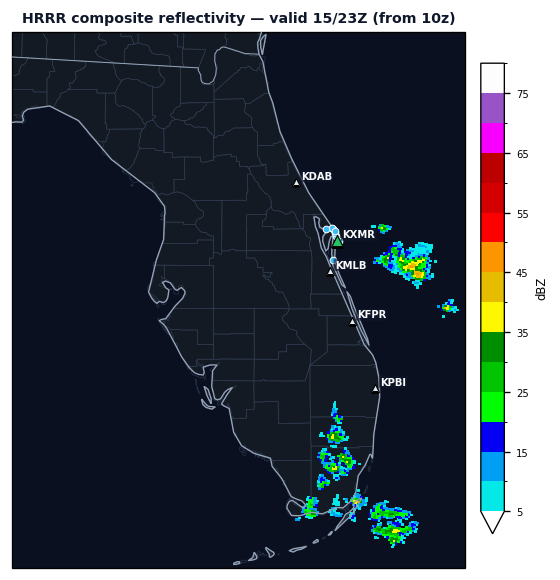 HRRR composite reflectivity — valid 15/23Z (from 10z)
KDAB
KXMR
KMLB
KFPR
KPBI
75
65
55
45
35
25
15
5
dBZ